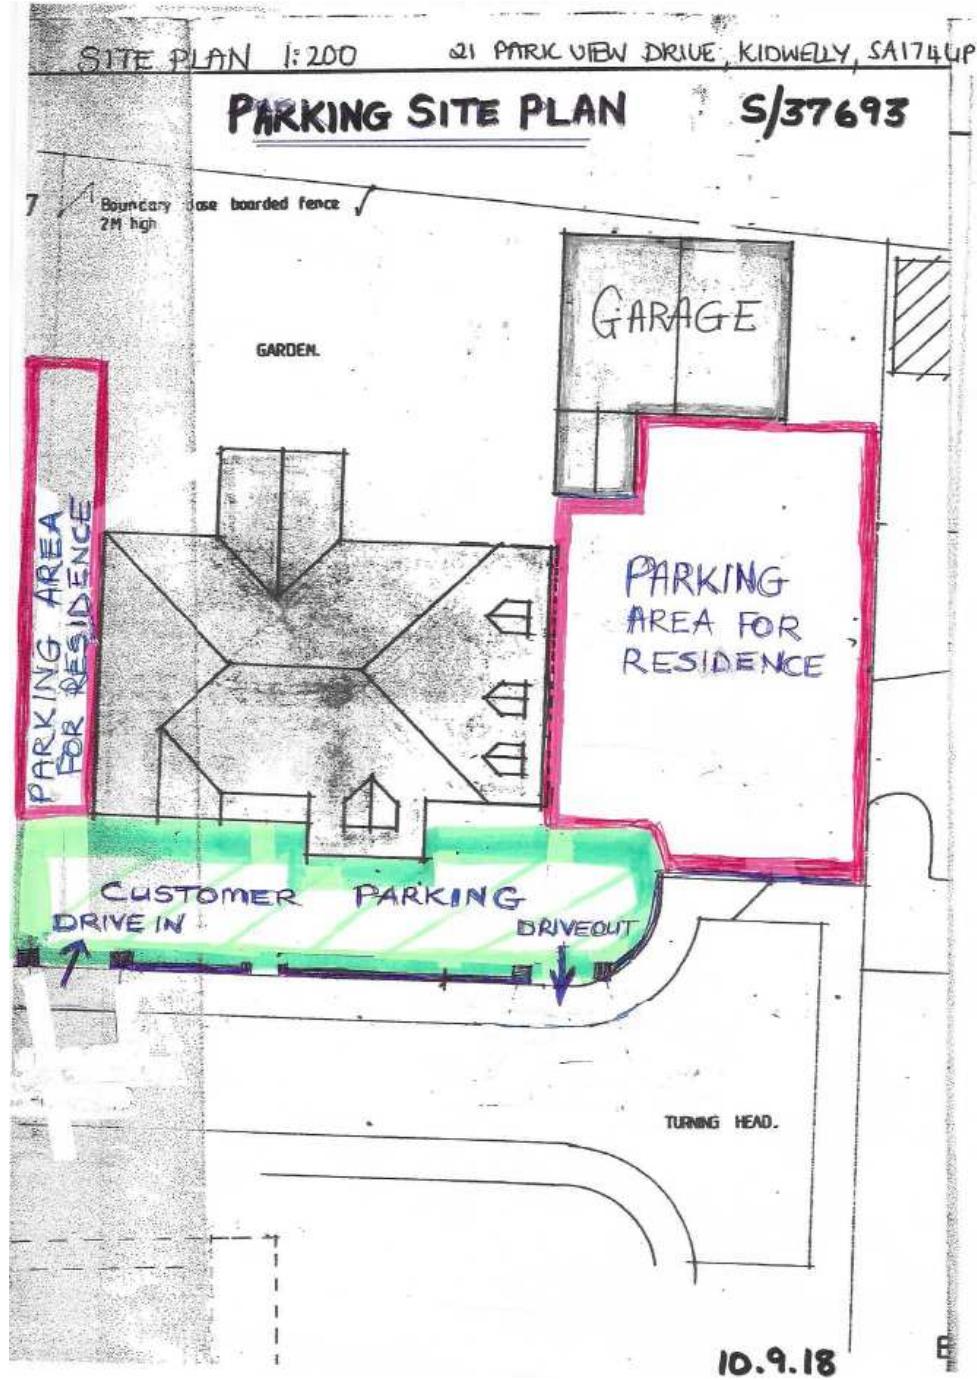 SITE PLAN 1:200 21 PARK VIEW DRIVE, KIDWELLY, SA174UP
PARKING SITE PLAN S/37693
7
Boundary close boarded fence
2M high
GARAGE
GARDEN.
PARKING AREA
FOR RESIDENCE
PARKING
AREA FOR
RESIDENCE
CUSTOMER PARKING
DRIVE IN
DRIVEOUT
TURNING HEAD.
10.9.18